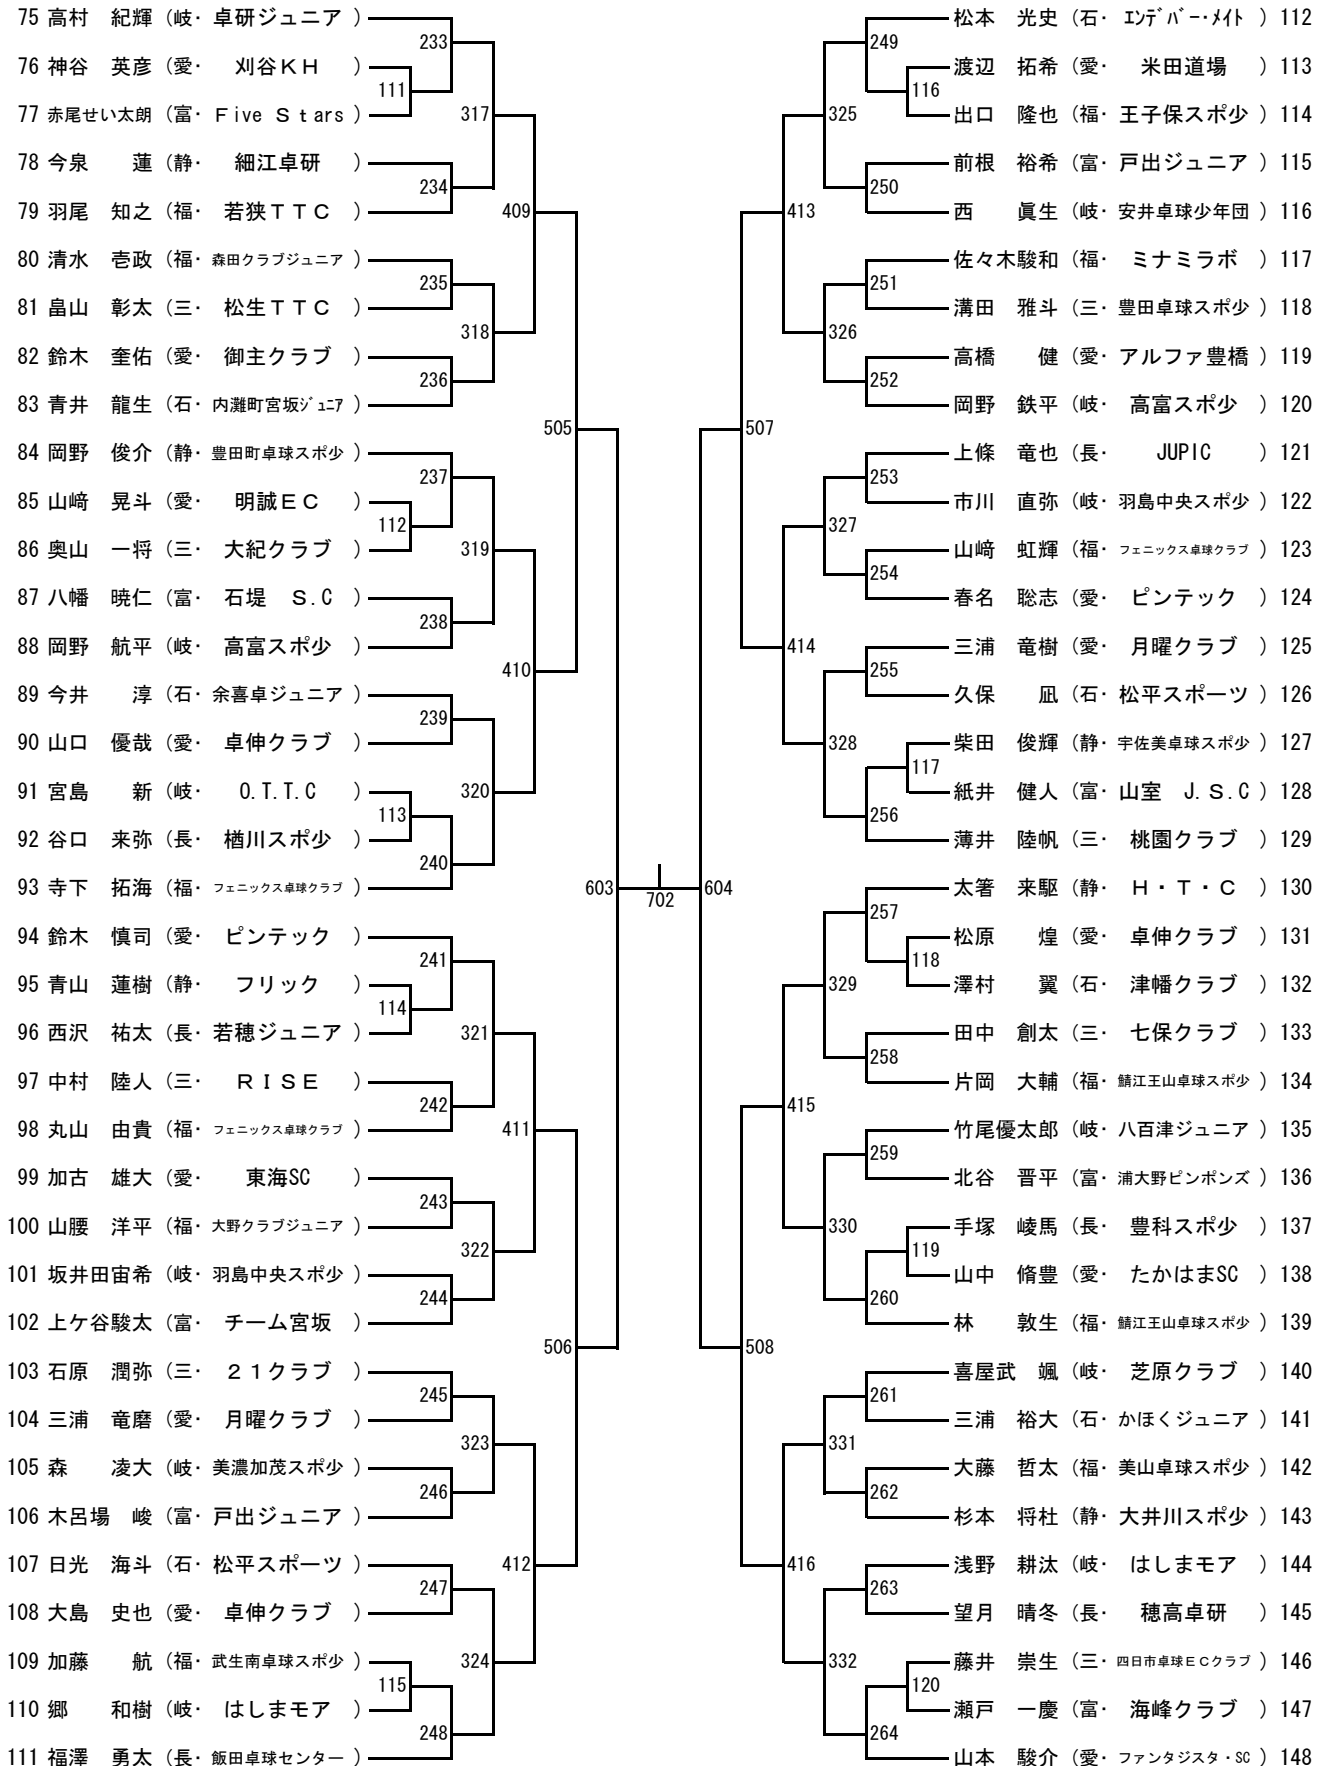 75 高村　紀輝 (岐・ 卓研ジュニア )
233
76 神谷　英彦 (愛・ 刈谷ＫＨ )
111
77 赤尾せい太朗 (富・ Ｆive Ｓｔars )
317
78 今泉　蓮 (静・ 細江卓研 )
234
79 羽尾　知之 (福・ 若狭ＴＴＣ )
409
80 清水　壱政 (福・ 森田クラブジュニア )
235
81 畠山　彰太 (三・ 松生ＴＴＣ )
318
82 鈴木　奎佑 (愛・ 御主クラブ )
236
83 青井　龍生 (石・ 内灘町宮坂ｼﾞｭﾆｱ )
505
84 岡野　俊介 (静・ 豊田町卓球スポ少 )
237
85 山﨑　晃斗 (愛・ 明誠ＥＣ )
112
86 奥山　一将 (三・ 大紀クラブ )
319
87 八幡　暁仁 (富・ 石堤　Ｓ.Ｃ )
238
88 岡野　航平 (岐・ 高富スポ少 )
410
89 今井　淳 (石・ 余喜卓ジュニア )
239
90 山口　優哉 (愛・ 卓伸クラブ )
91 宮島　新 (岐・ O.T.T.C )
320
113
92 谷口　来弥 (長・ 楢川スポ少 )
240
93 寺下　拓海 (福・ フェニックス卓球クラブ )
603
94 鈴木　慎司 (愛・ ピンテック )
241
95 青山　蓮樹 (静・ フリック )
114
96 西沢　祐太 (長・ 若穂ジュニア )
321
97 中村　陸人 (三・ ＲＩＳＥ )
242
98 丸山　由貴 (福・ フェニックス卓球クラブ )
411
99 加古　雄大 (愛・ 東海SC )
243
100 山腰　洋平 (福・ 大野クラブジュニア )
322
101 坂井田宙希 (岐・ 羽島中央スポ少 )
244
102 上ケ谷駿太 (富・ チーム宮坂 )
506
103 石原　潤弥 (三・ ２１クラブ )
245
104 三浦　竜磨 (愛・ 月曜クラブ )
323
105 森　凌大 (岐・ 美濃加茂スポ少 )
246
106 木呂場　峻 (富・ 戸出ジュニア )
107 日光　海斗 (石・ 松平スポーツ )
412
247
108 大島　史也 (愛・ 卓伸クラブ )
109 加藤　航 (福・ 武生南卓球スポ少 )
324
115
110 郷　和樹 (岐・ はしまモア )
248
111 福澤　勇太 (長・ 飯田卓球センター )
702
松本　光史 (石・ ｴﾝﾃﾞﾊﾞｰ・ﾒｲﾄ ) 112
249
渡辺　拓希 (愛・ 米田道場 ) 113
116
出口　隆也 (福・ 王子保スポ少 ) 114
325
前根　裕希 (富・ 戸出ジュニア ) 115
250
西　眞生 (岐・ 安井卓球少年団 ) 116
413
佐々木駿和 (福・ ミナミラボ ) 117
251
溝田　雅斗 (三・ 豊田卓球スポ少 ) 118
326
高橋　健 (愛・ アルファ豊橋 ) 119
252
岡野　鉄平 (岐・ 高富スポ少 ) 120
507
上條　竜也 (長・ JUPIC ) 121
253
市川　直弥 (岐・ 羽島中央スポ少 ) 122
327
山﨑　虹輝 (福・ フェニックス卓球クラブ ) 123
254
春名　聡志 (愛・ ピンテック ) 124
三浦　竜樹 (愛・ 月曜クラブ ) 125
414
255
久保　凪 (石・ 松平スポーツ ) 126
柴田　俊輝 (静・ 宇佐美卓球スポ少 ) 127
328
117
紙井　健人 (富・ 山室　Ｊ.Ｓ.Ｃ ) 128
256
薄井　陸帆 (三・ 桃園クラブ ) 129
太箸　来駆 (静・ Ｈ・Ｔ・Ｃ ) 130
604
257
松原　煌 (愛・ 卓伸クラブ ) 131
118
澤村　翼 (石・ 津幡クラブ ) 132
329
田中　創太 (三・ 七保クラブ ) 133
258
片岡　大輔 (福・ 鯖江王山卓球スポ少 ) 134
415
竹尾優太郎 (岐・ 八百津ジュニア ) 135
259
北谷　晋平 (富・ 浦大野ピンポンズ ) 136
手塚　崚馬 (長・ 豊科スポ少 ) 137
330
119
山中　脩豊 (愛・ たかはまSC ) 138
260
林　敦生 (福・ 鯖江王山卓球スポ少 ) 139
508
喜屋武　颯 (岐・ 芝原クラブ ) 140
261
三浦　裕大 (石・ かほくジュニア ) 141
331
大藤　哲太 (福・ 美山卓球スポ少 ) 142
262
杉本　将杜 (静・ 大井川スポ少 ) 143
浅野　耕汰 (岐・ はしまモア ) 144
416
263
望月　晴冬 (長・ 穂高卓研 ) 145
藤井　崇生 (三・ 四日市卓球ＥＣクラブ ) 146
332
120
瀬戸　一慶 (富・ 海峰クラブ ) 147
264
山本　駿介 (愛・ ファンタジスタ・SC ) 148